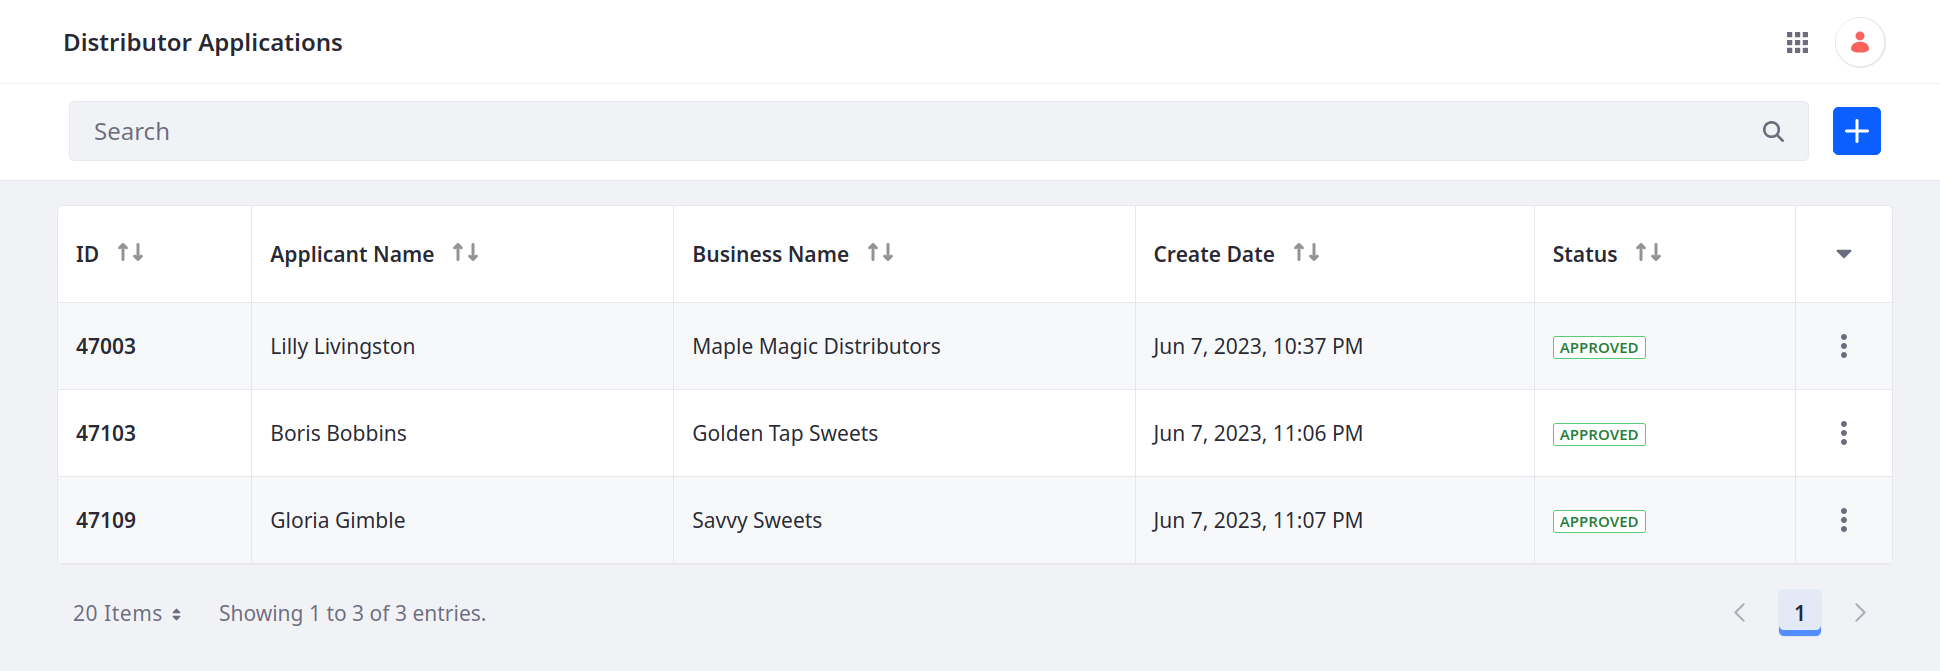 Distributor Applications
Search
ID Applicant Name Business Name Create Date Status
47003 Lilly Livingston Maple Magic Distributors Jun 7, 2023, 10:37 PM APPROVED
47103 Boris Bobbins Golden Tap Sweets Jun 7, 2023, 11:06 PM APPROVED
47109 Gloria Gimble Savvy Sweets Jun 7, 2023, 11:07 PM APPROVED
20 Items Showing 1 to 3 of 3 entries. 1